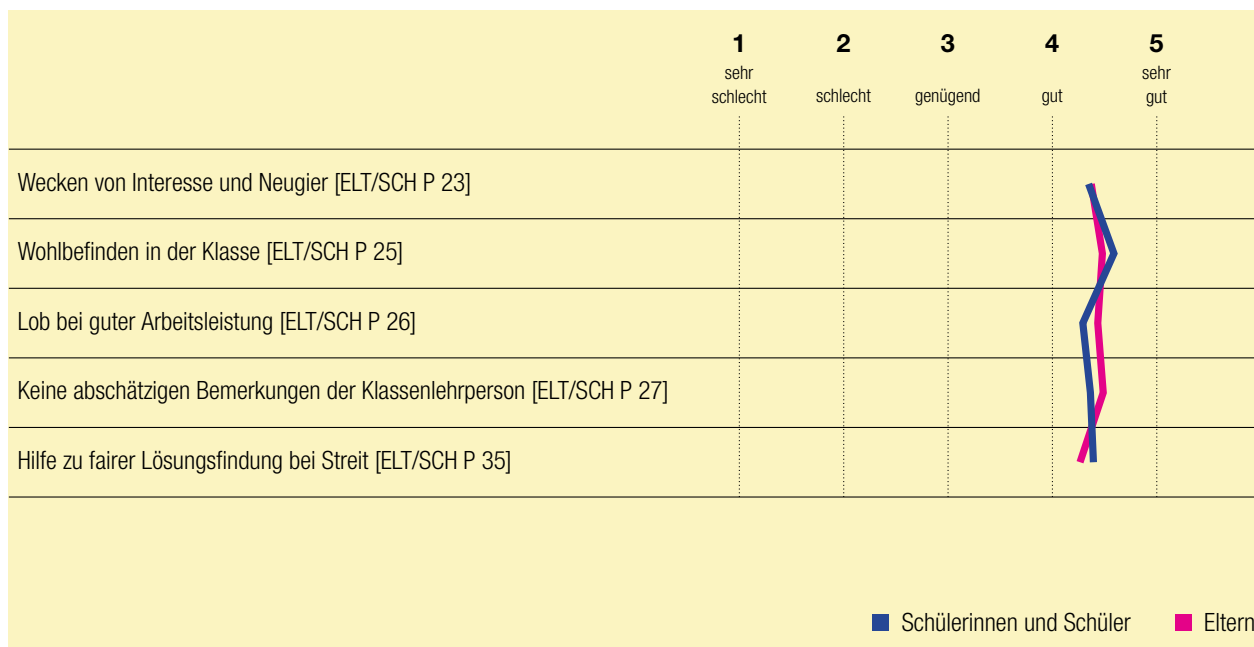 1 2 3 4 5
sehr schlecht schlecht genügend gut sehr gut
Wecken von Interesse und Neugier [ELT/SCH P 23]
Wohlbefinden in der Klasse [ELT/SCH P 25]
Lob bei guter Arbeitsleistung [ELT/SCH P 26]
Keine abschätzigen Bemerkungen der Klassenlehrperson [ELT/SCH P 27]
Hilfe zu fairer Lösungsfindung bei Streit [ELT/SCH P 35]
Schülerinnen und Schüler Eltern